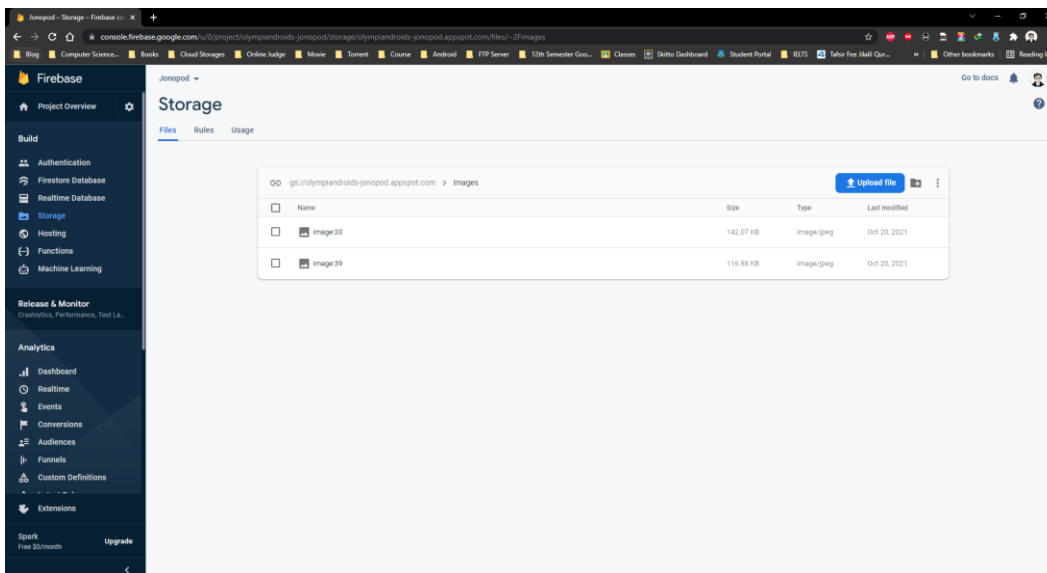 Jonopod – Storage – Firebase co
console.firebase.google.com/u/0/project/olympiandroids-jonopod/storage/olympiandroids-jonopod.appspot.com/files/~2Fimages
Blog Computer Science... Books Cloud Storages Online Judge Movie Torrent Course Android FTP Server 12th Semester Goo... Classes Skitto Dashboard Student Portal IELTS Other bookmarks Reading
Firebase
Jonopod
Go to docs
Project Overview
Storage
Files Rules Usage
Build
Authentication
Firestore Database
Realtime Database
Storage
Hosting
Functions
Machine Learning
gs://olympiandroids-jonopod.appspot.com > images
Upload file
Name Size Type Last modified
image:33 142.07 KB image/jpeg Oct 20, 2021
image:39 116.88 KB image/jpeg Oct 20, 2021
Release & Monitor
Crashlytics, Performance, Test La...
Analytics
Dashboard
Realtime
Events
Conversions
Audiences
Funnels
Custom Definitions
Extensions
Spark
Free $0/month
Upgrade